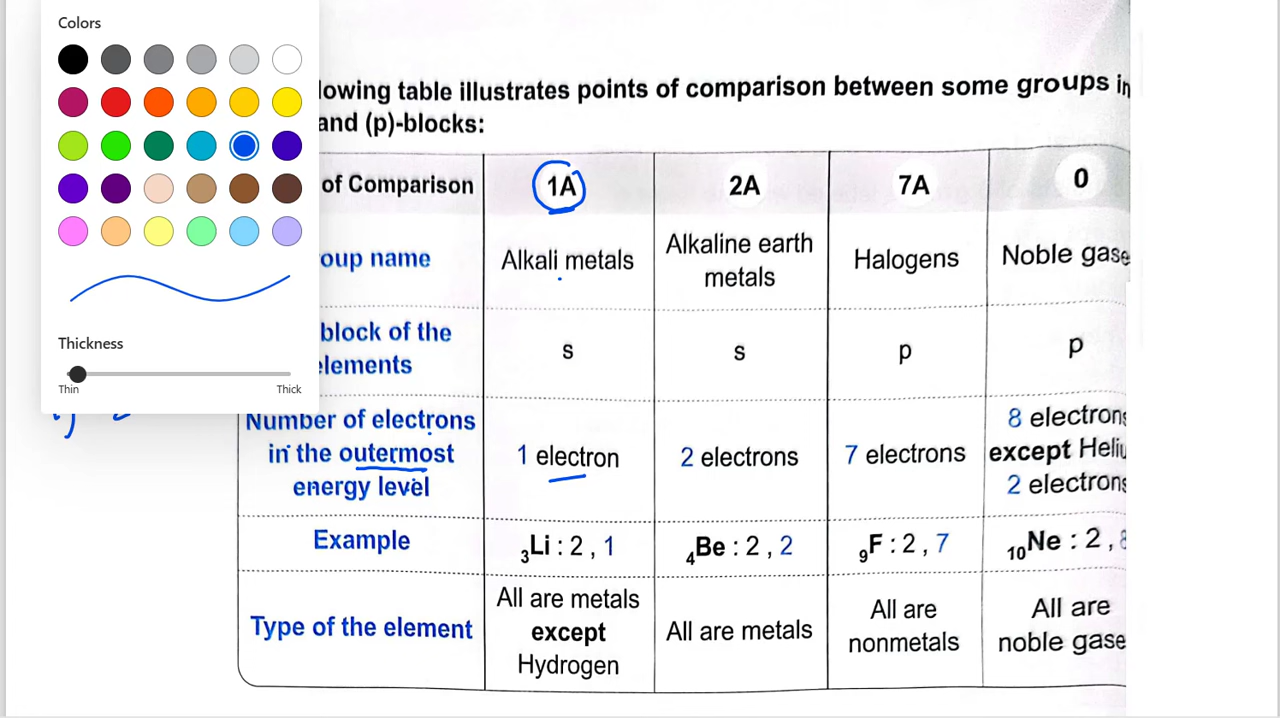 Colors
Thickness
Thin Thick
lowing table illustrates points of comparison between some groups in
and (p)-blocks:
of Comparison 1A 2A 7A 0
oup name Alkali metals Alkaline earth metals Halogens Noble gase
block of the elements s s p p
Number of electrons in the outermost energy level 1 electron 2 electrons 7 electrons 8 electrons except Heliu 2 electrons
Example ₃Li : 2 , 1 ₄Be : 2 , 2 ₉F : 2 , 7 ₁₀Ne : 2 , 8
Type of the element All are metals except Hydrogen All are metals All are nonmetals All are noble gase